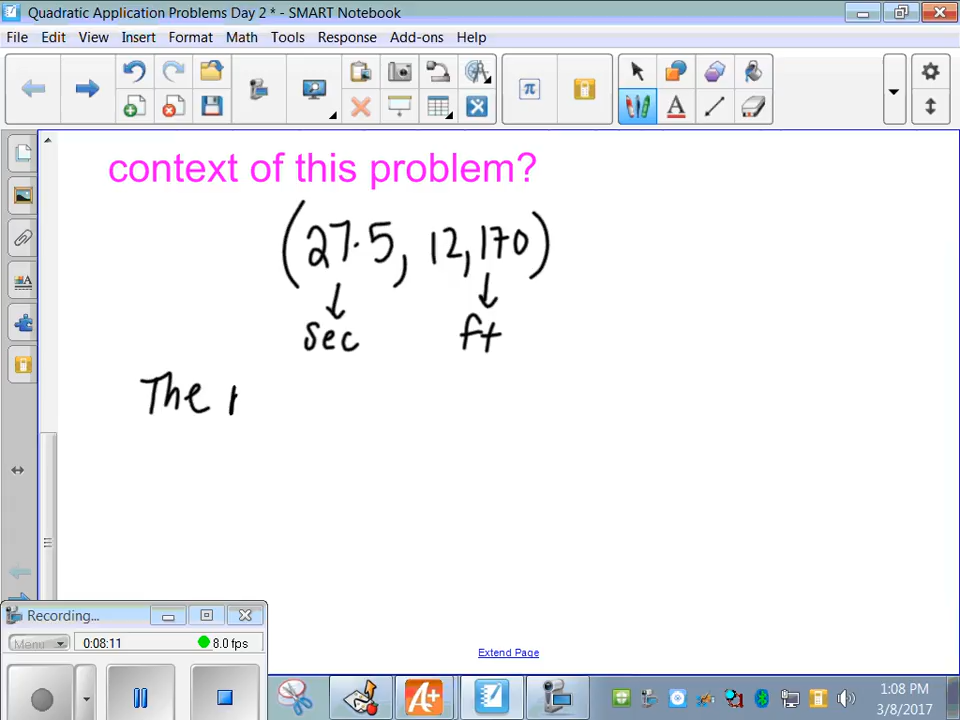 Quadratic Application Problems Day 2 * - SMART Notebook
File Edit View Insert Format Math Tools Response Add-ons Help
context of this problem?
(27.5, 12,170)
sec ft
The
Extend Page
Recording...
Menu 0:08:11 8.0 fps
1:08 PM
3/8/2017